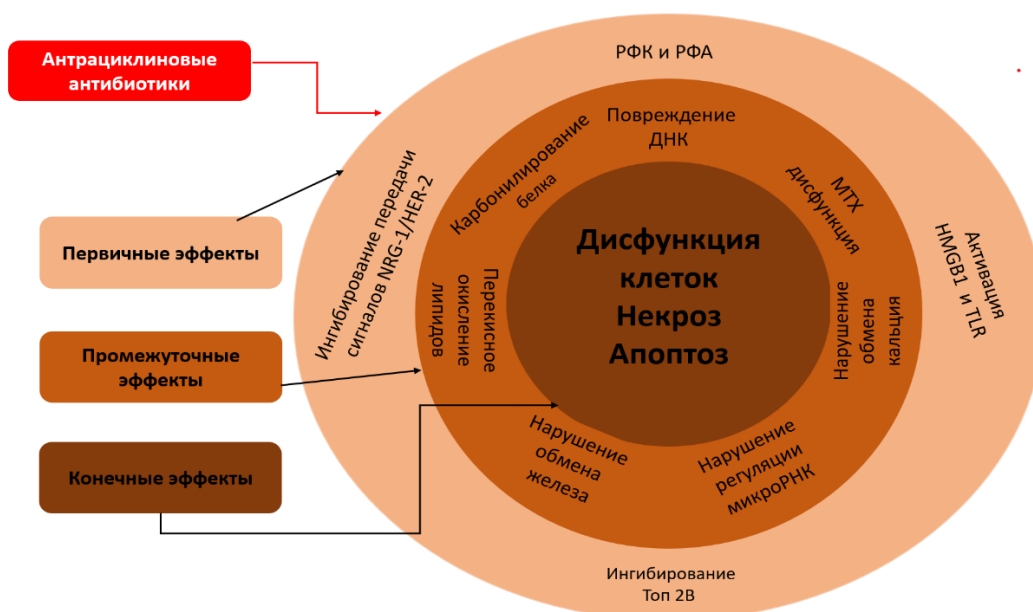 Антрациклиновые
антибиотики
Первичные эффекты
Промежуточные
эффекты
Конечные эффекты
РФК и РФА
Ингибирование передачи
сигналов NRG-1/HER-2
Активация
HMGB1 и TLR
Ингибирование
Топ 2В
Повреждение
ДНК
Карбонилирование
белка
МТХ
дисфункция
Перекисное
окисление
липидов
Нарушение
обмена
кальция
Нарушение
обмена
железа
Нарушение
регуляции
микроРНК
Дисфункция
клеток
Некроз
Апоптоз